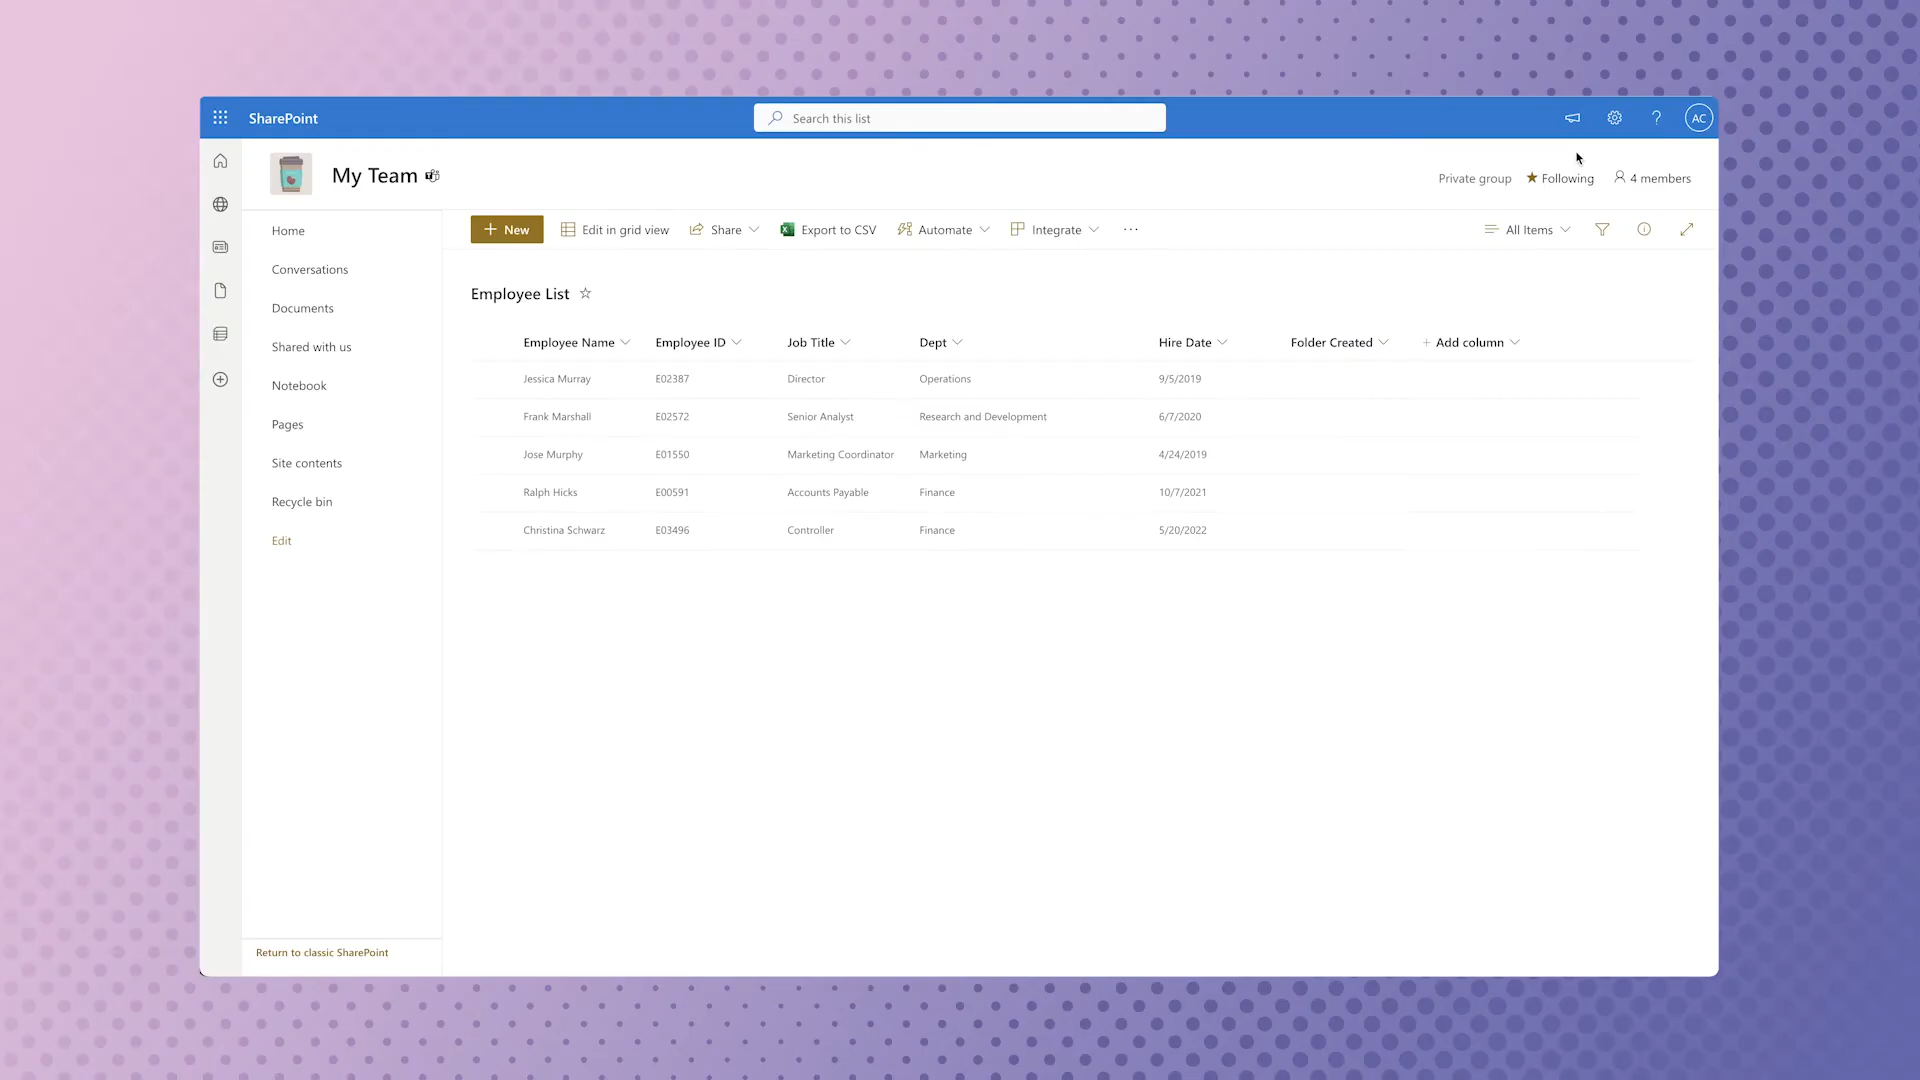 SharePoint
Search this list
AC
My Team
Private group
Following
4 members
Home
Conversations
Documents
Shared with us
Notebook
Pages
Site contents
Recycle bin
Edit
Return to classic SharePoint
New
Edit in grid view
Share
Export to CSV
Automate
Integrate
All Items
Employee List
Employee Name Employee ID Job Title Dept Hire Date Folder Created + Add column
Jessica Murray E02387 Director Operations 9/5/2019
Frank Marshall E02572 Senior Analyst Research and Development 6/7/2020
Jose Murphy E01550 Marketing Coordinator Marketing 4/24/2019
Ralph Hicks E00591 Accounts Payable Finance 10/7/2021
Christina Schwarz E03496 Controller Finance 5/20/2022